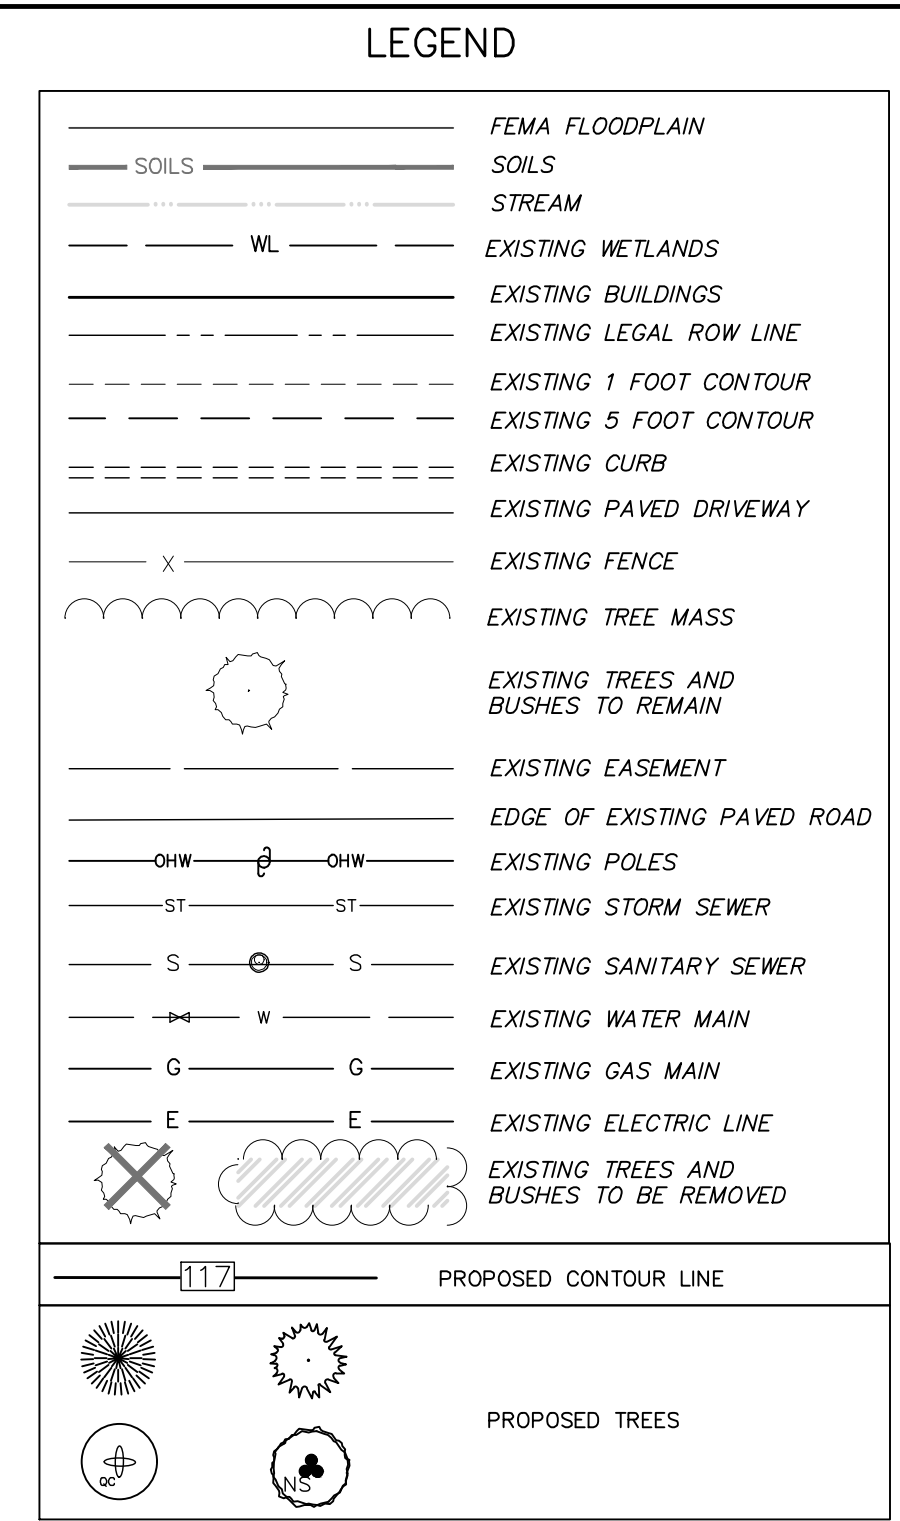 LEGEND
FEMA FLOODPLAIN
SOILS SOILS
STREAM
WL EXISTING WETLANDS
EXISTING BUILDINGS
EXISTING LEGAL ROW LINE
EXISTING 1 FOOT CONTOUR
EXISTING 5 FOOT CONTOUR
EXISTING CURB
EXISTING PAVED DRIVEWAY
X EXISTING FENCE
EXISTING TREE MASS
EXISTING TREES AND
BUSHES TO REMAIN
EXISTING EASEMENT
EDGE OF EXISTING PAVED ROAD
OHW OHW EXISTING POLES
ST ST EXISTING STORM SEWER
S S EXISTING SANITARY SEWER
W EXISTING WATER MAIN
G G EXISTING GAS MAIN
E E EXISTING ELECTRIC LINE
EXISTING TREES AND
BUSHES TO BE REMOVED
117 PROPOSED CONTOUR LINE
PROPOSED TREES
QC NS